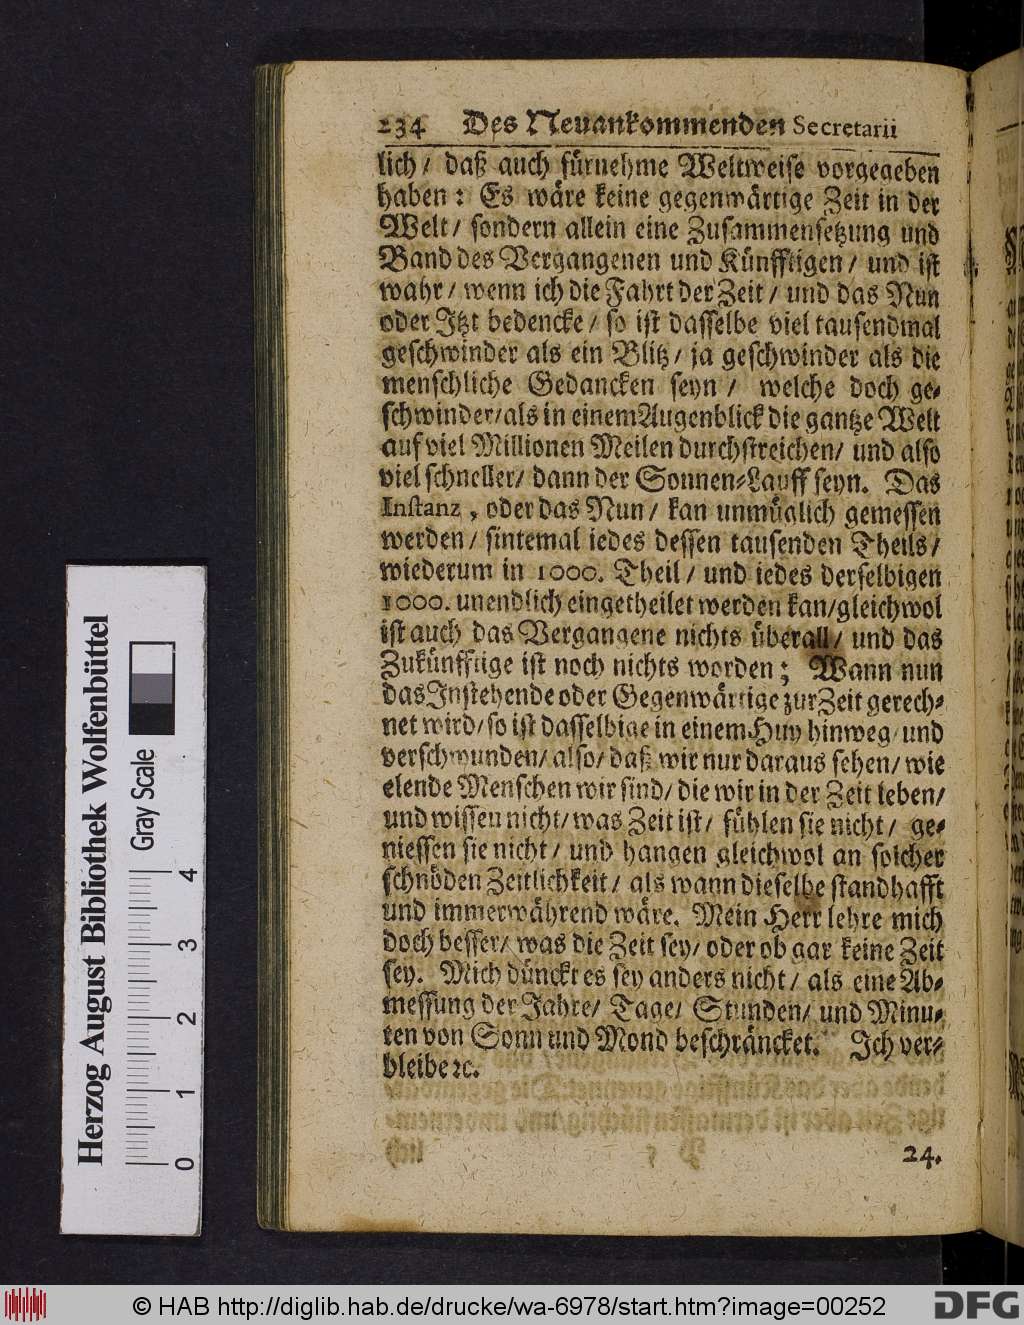 234 Des Neuankommenden Secretarii
lich / daß auch fürnehme Weltweise vorgegeben
haben : Es wäre keine gegenwärtige Zeit in der
Welt / sondern allein eine Zusammensetzung und
Band des Vergangenen und Künfftigen / und ist
wahr / wenn ich die Fahrt der Zeit / und das Nun
oder Jtzt bedencke / so ist dasselbe viel tausendmal
geschwinder als ein Blitz / ja geschwinder als die
menschliche Gedancken seyn / welche doch ge-
schwinder / als in einem Augenblick die gantze Welt
auf viel Millionen Meilen durchstreichen / und also
viel schneller / dann der Sonnen-Lauff seyn. Das
Instanz, oder das Nun / kan unmüglich gemessen
werden / sintemal iedes dessen tausenden Theils /
wiederum in 1000. Theil / und iedes derselbigen
1000. unendlich eingetheilet werden kan / gleichwol
ist auch das Vergangene nichts überall / und das
Zukünfftige ist noch nichts worden ; Wann nun
das Jnstehende oder Gegenwärtige zur Zeit gerech-
net wird / so ist dasselbige in einem Huy hinweg / und
verschwunden / also / daß wir nur daraus sehen / wie
elende Menschen wir sind / die wir in der Zeit leben /
und wissen nicht / was Zeit ist / fühlen sie nicht / ge-
niessen sie nicht / und hangen gleichwol an solcher
schnöden Zeitlichkeit / als wann dieselbe standhafft
und immerwährend wäre. Mein Herr lehre mich
doch besser / was die Zeit sey / oder ob gar keine Zeit
sey. Mich dünckt es sey anders nicht / als eine Ab-
messung der Jahre / Tage / Stunden / und Minu-
ten von Sonn und Mond beschräncket. Jch ver-
bleibe ꝛc.
24.
Herzog August Bibliothek Wolfenbüttel
Gray Scale
0 1 2 3 4
© HAB http://diglib.hab.de/drucke/wa-6978/start.htm?image=00252
DFG